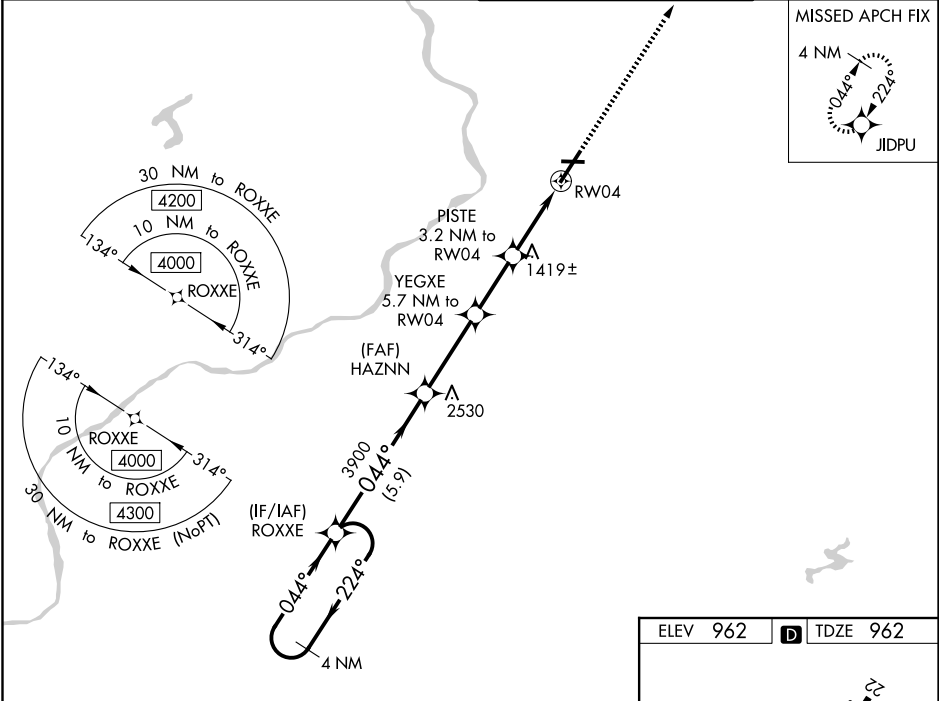 MISSED APCH FIX
4 NM
044°
224°
JIDPU
RW04
PISTE
3.2 NM to
RW04
1419±
YEGXE
5.7 NM to
RW04
(FAF)
HAZNN
2530
3900
044°
(5.9)
(IF/IAF)
ROXXE
044°
224°
4 NM
30 NM to ROXXE
4200
10 NM to ROXXE
4000
134°
ROXXE
314°
134°
ROXXE
314°
4000
10 NM to ROXXE
4300
30 NM to ROXXE (NoPT)
ELEV 962 D TDZE 962
22